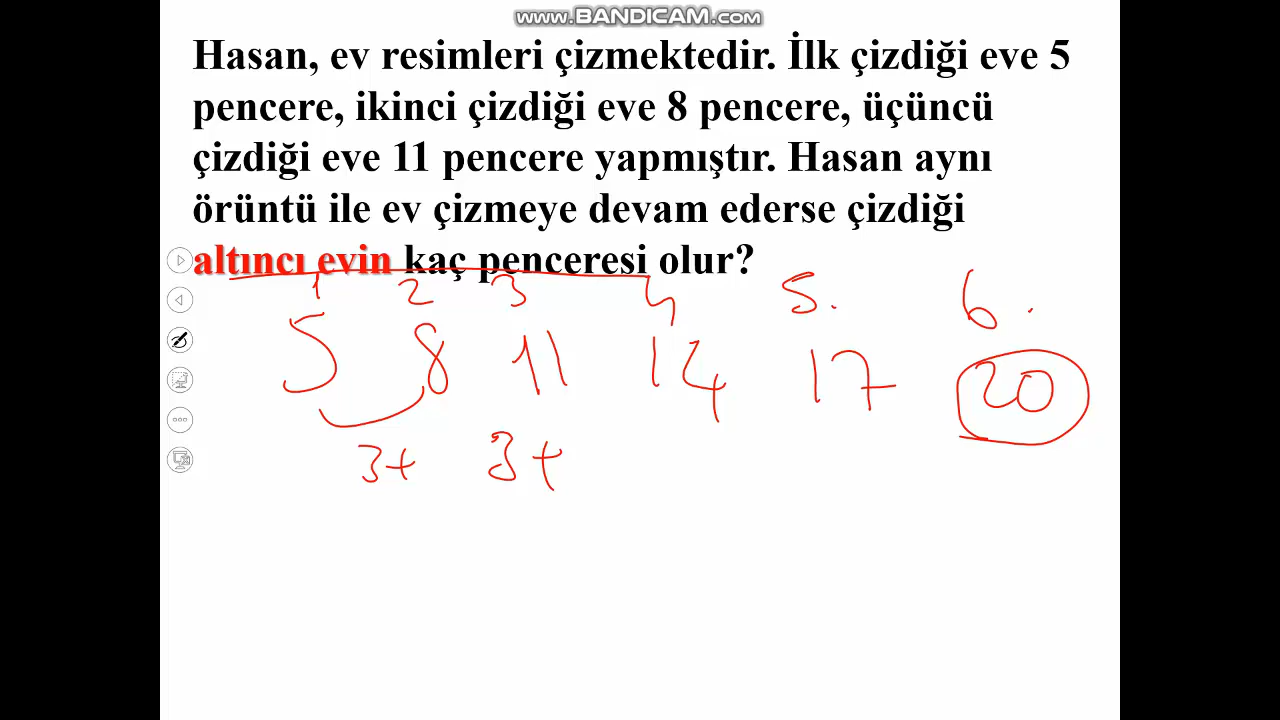 www.BANDICAM.com
Hasan, ev resimleri çizmektedir. İlk çizdiği eve 5
pencere, ikinci çizdiği eve 8 pencere, üçüncü
çizdiği eve 11 pencere yapmıştır. Hasan aynı
örüntü ile ev çizmeye devam ederse çizdiği
altıncı evin kaç penceresi olur?
1 2 3 4 5. 6.
5 8 11 14 17 20
3+ 3+